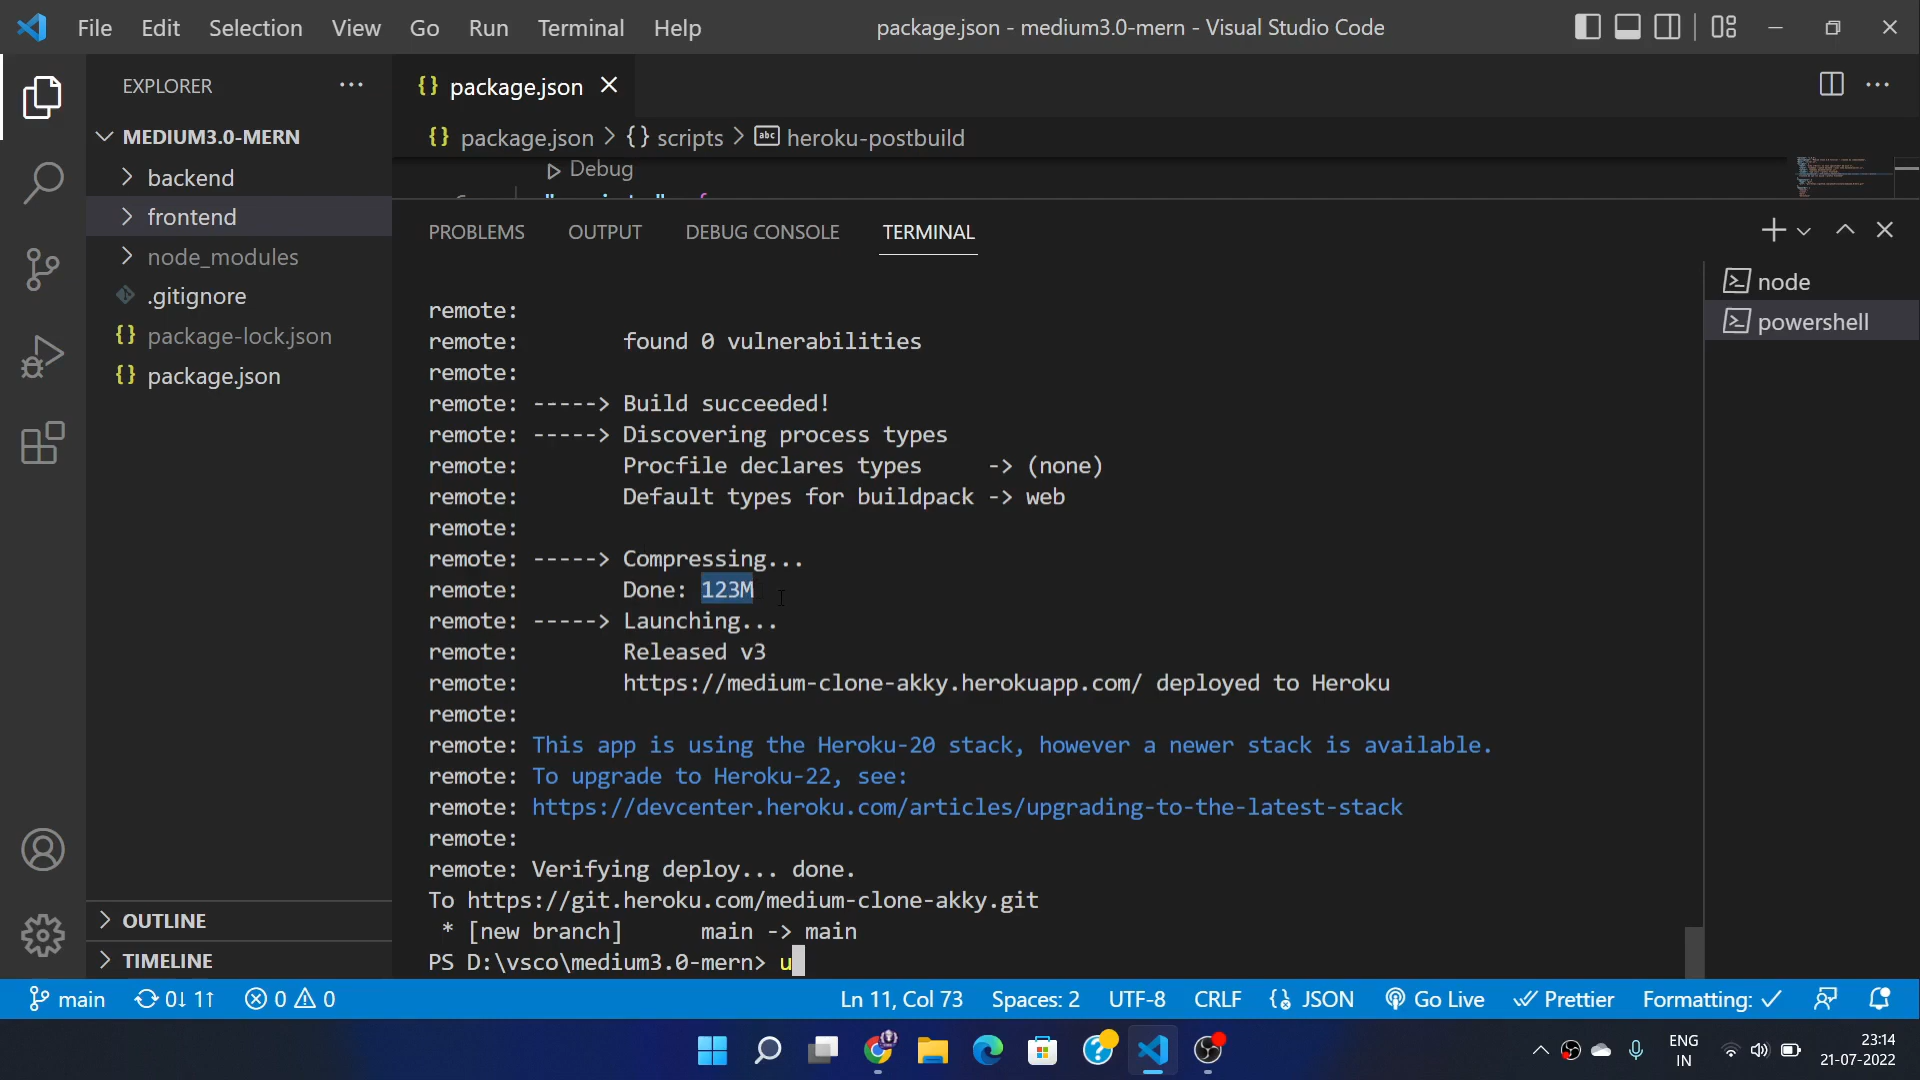 File Edit Selection View Go Run Terminal Help
package.json - medium3.0-mern - Visual Studio Code
EXPLORER
MEDIUM3.0-MERN
backend
frontend
node_modules
.gitignore
package-lock.json
package.json
OUTLINE
TIMELINE
{} package.json
{} package.json > {} scripts > abc heroku-postbuild
Debug
PROBLEMS OUTPUT DEBUG CONSOLE TERMINAL
node
powershell
remote:
remote: found 0 vulnerabilities
remote:
remote: -----> Build succeeded!
remote: -----> Discovering process types
remote: Procfile declares types -> (none)
remote: Default types for buildpack -> web
remote:
remote: -----> Compressing...
remote: Done: 123M
remote: -----> Launching...
remote: Released v3
remote: https://medium-clone-akky.herokuapp.com/ deployed to Heroku
remote:
remote: This app is using the Heroku-20 stack, however a newer stack is available.
remote: To upgrade to Heroku-22, see:
remote: https://devcenter.heroku.com/articles/upgrading-to-the-latest-stack
remote:
remote: Verifying deploy... done.
To https://git.heroku.com/medium-clone-akky.git
* [new branch] main -> main
PS D:\vsco\medium3.0-mern> u
main 0↓ 1↑ 0 0 Ln 11, Col 73 Spaces: 2 UTF-8 CRLF {} JSON Go Live Prettier Formatting: ✓
ENG
IN
23:14
21-07-2022